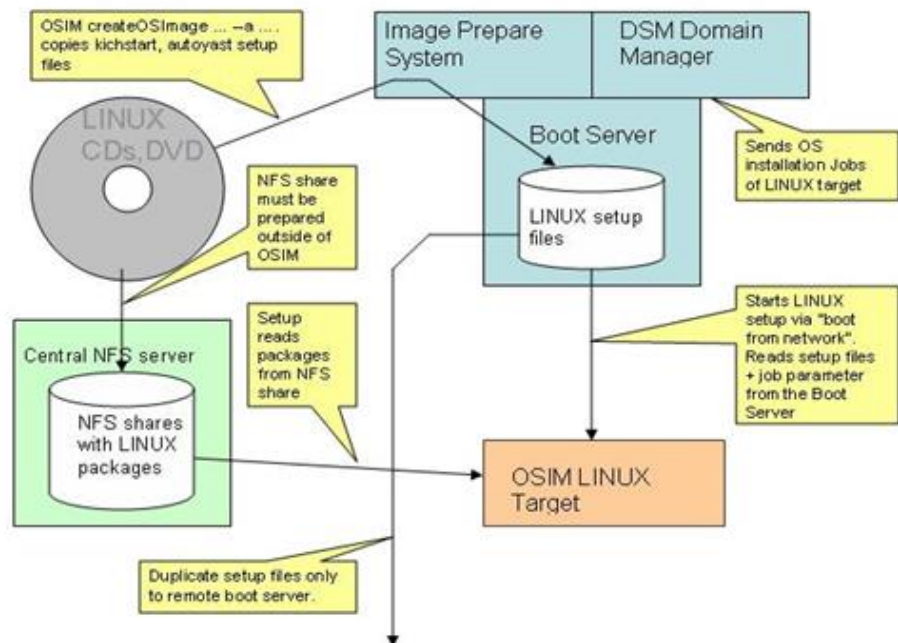 OSIM createOSImage ... –a ... .
copies kichstart, autoyast setup
files
Image Prepare
System
DSM Domain
Manager
LINUX
CDs,DVD
Boot Server
Sends OS
installation Jobs
of LINUX target
NFS share
must be
prepared
outside of
OSIM
LINUX setup
files
Central NFS server
Setup
reads
packages
from NFS
share
Starts LINUX
setup via "boot
from network".
Reads setup files
+ job parameter
from the Boot
Server
NFS shares
with LINUX
packages
OSIM LINUX
Target
Duplicate setup files only
to remote boot server.